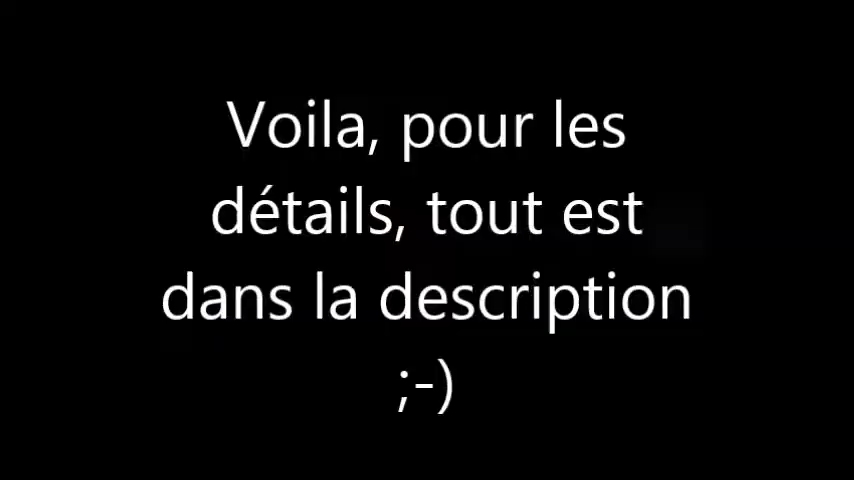 Voila, pour les
détails, tout est
dans la description
;-)